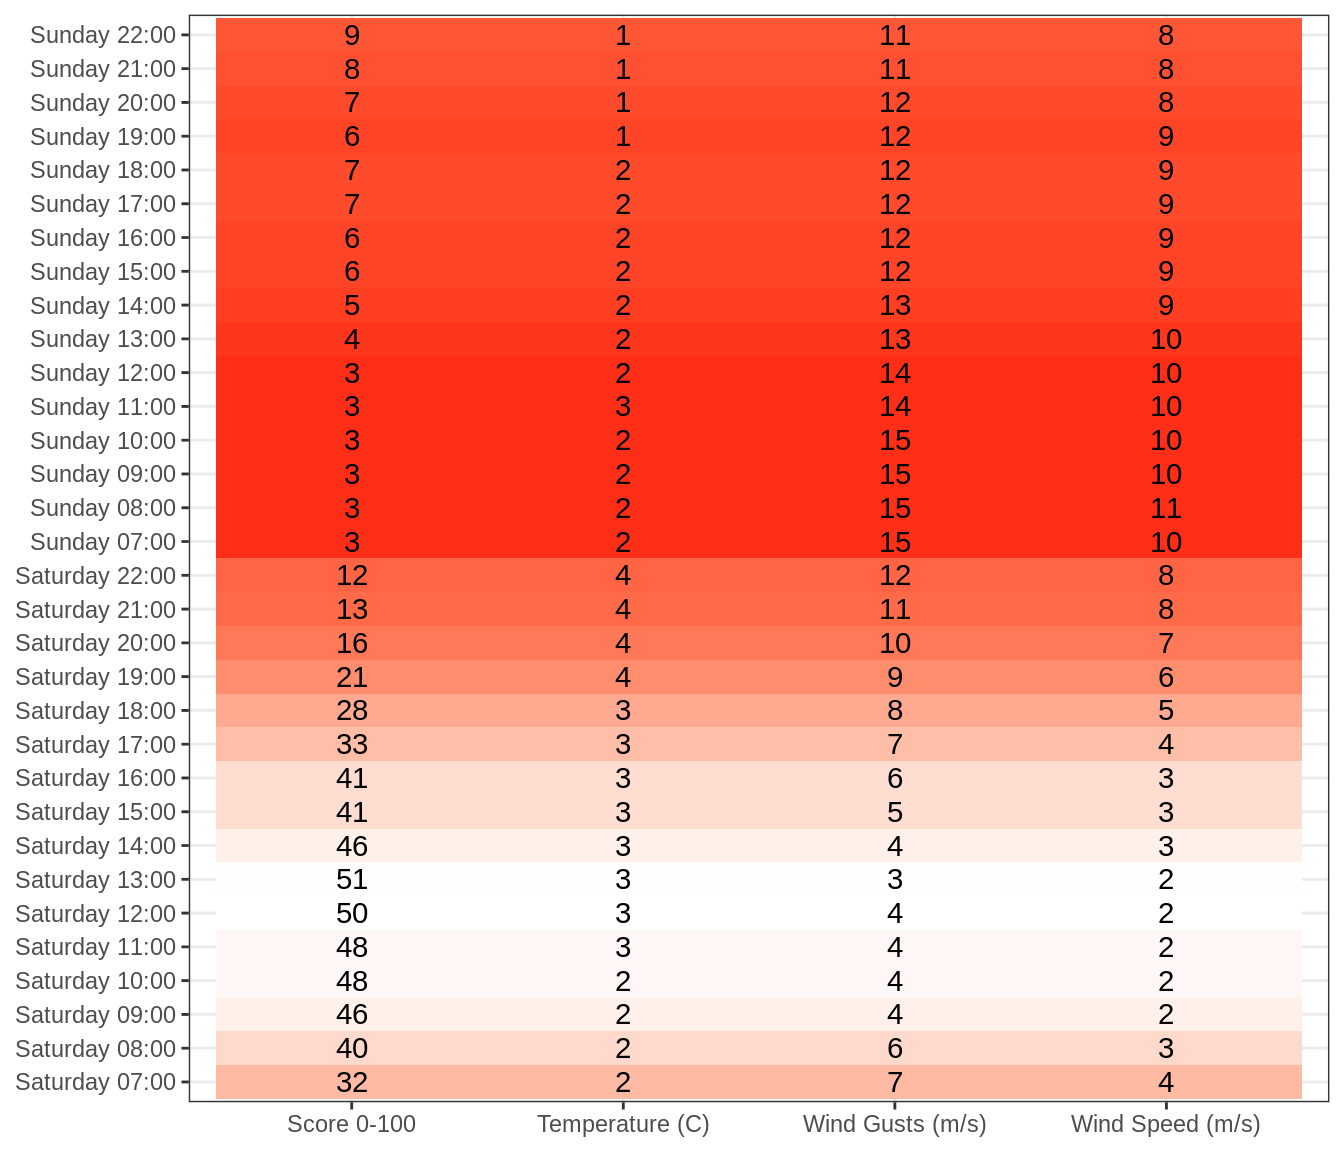 Sunday 22:00 9 1 11 8
Sunday 21:00 8 1 11 8
Sunday 20:00 7 1 12 8
Sunday 19:00 6 1 12 9
Sunday 18:00 7 2 12 9
Sunday 17:00 7 2 12 9
Sunday 16:00 6 2 12 9
Sunday 15:00 6 2 12 9
Sunday 14:00 5 2 13 9
Sunday 13:00 4 2 13 10
Sunday 12:00 3 2 14 10
Sunday 11:00 3 3 14 10
Sunday 10:00 3 2 15 10
Sunday 09:00 3 2 15 10
Sunday 08:00 3 2 15 11
Sunday 07:00 3 2 15 10
Saturday 22:00 12 4 12 8
Saturday 21:00 13 4 11 8
Saturday 20:00 16 4 10 7
Saturday 19:00 21 4 9 6
Saturday 18:00 28 3 8 5
Saturday 17:00 33 3 7 4
Saturday 16:00 41 3 6 3
Saturday 15:00 41 3 5 3
Saturday 14:00 46 3 4 3
Saturday 13:00 51 3 3 2
Saturday 12:00 50 3 4 2
Saturday 11:00 48 3 4 2
Saturday 10:00 48 2 4 2
Saturday 09:00 46 2 4 2
Saturday 08:00 40 2 6 3
Saturday 07:00 32 2 7 4
Score 0-100 Temperature (C) Wind Gusts (m/s) Wind Speed (m/s)